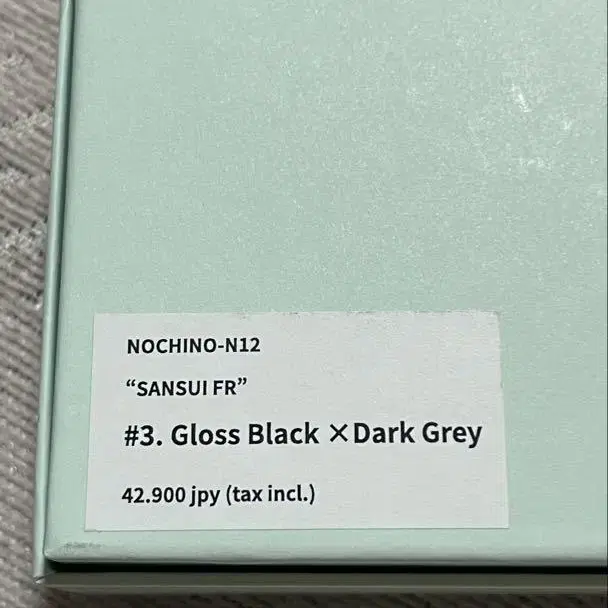 NOCHINO-N12
“SANSUI FR”
#3. Gloss Black ×Dark Grey
42.900 jpy (tax incl.)